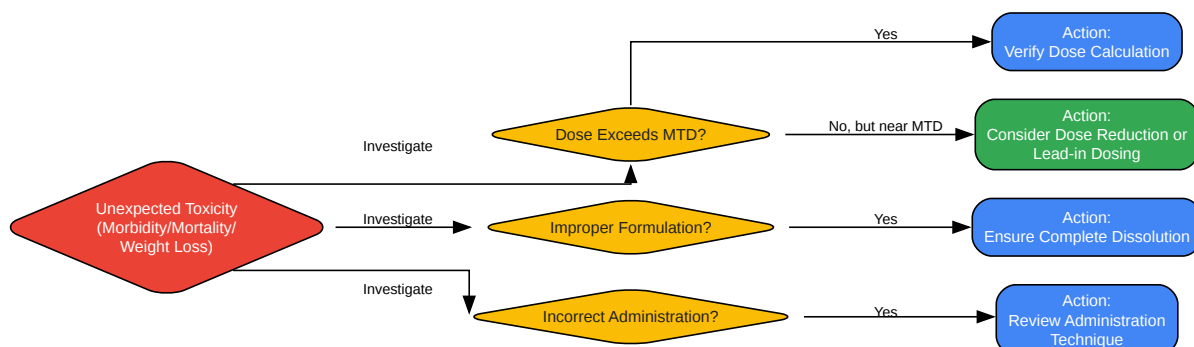 Yes
Action:
Verify Dose Calculation
Dose Exceeds MTD?
No, but near MTD
Action:
Consider Dose Reduction or
Lead-in Dosing
Investigate
Unexpected Toxicity
(Morbidity/Mortality/
Weight Loss)
Investigate
Improper Formulation?
Yes
Action:
Ensure Complete Dissolution
Investigate
Incorrect Administration?
Yes
Action:
Review Administration
Technique